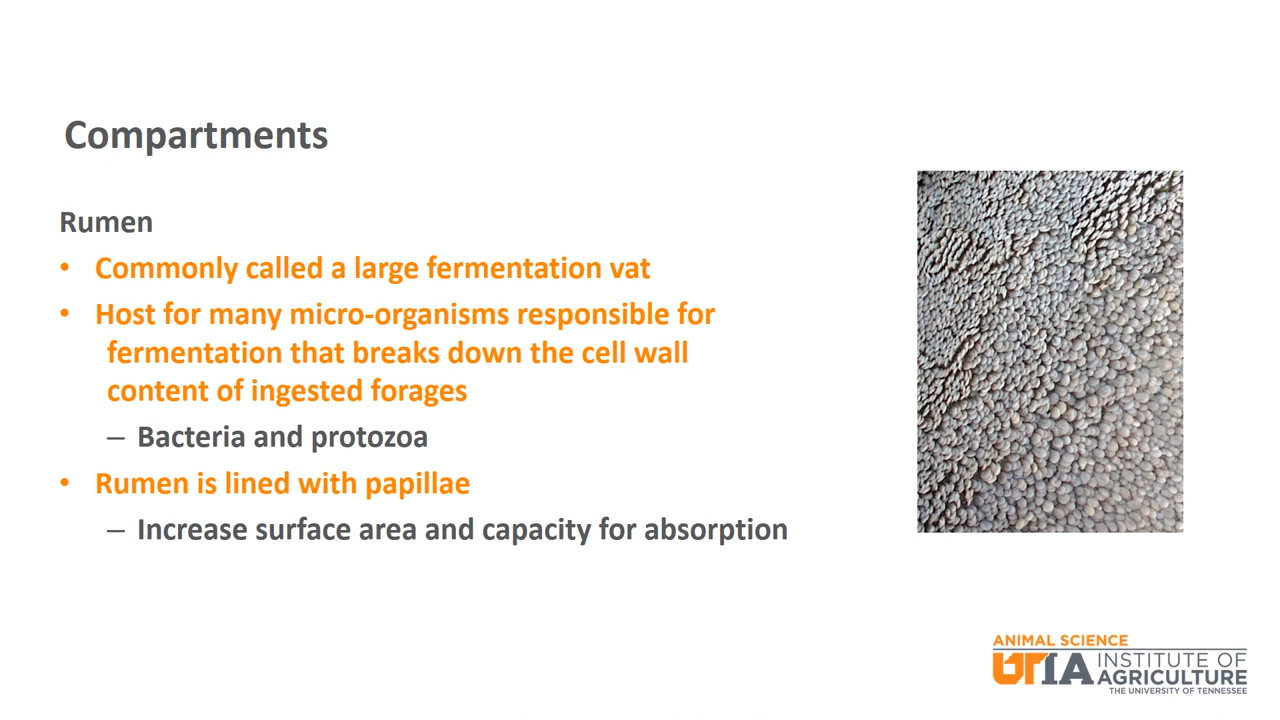 Compartments
Rumen
• Commonly called a large fermentation vat
• Host for many micro-organisms responsible for
fermentation that breaks down the cell wall
content of ingested forages
– Bacteria and protozoa
• Rumen is lined with papillae
– Increase surface area and capacity for absorption
ANIMAL SCIENCE
UTIA INSTITUTE OF
AGRICULTURE
THE UNIVERSITY OF TENNESSEE